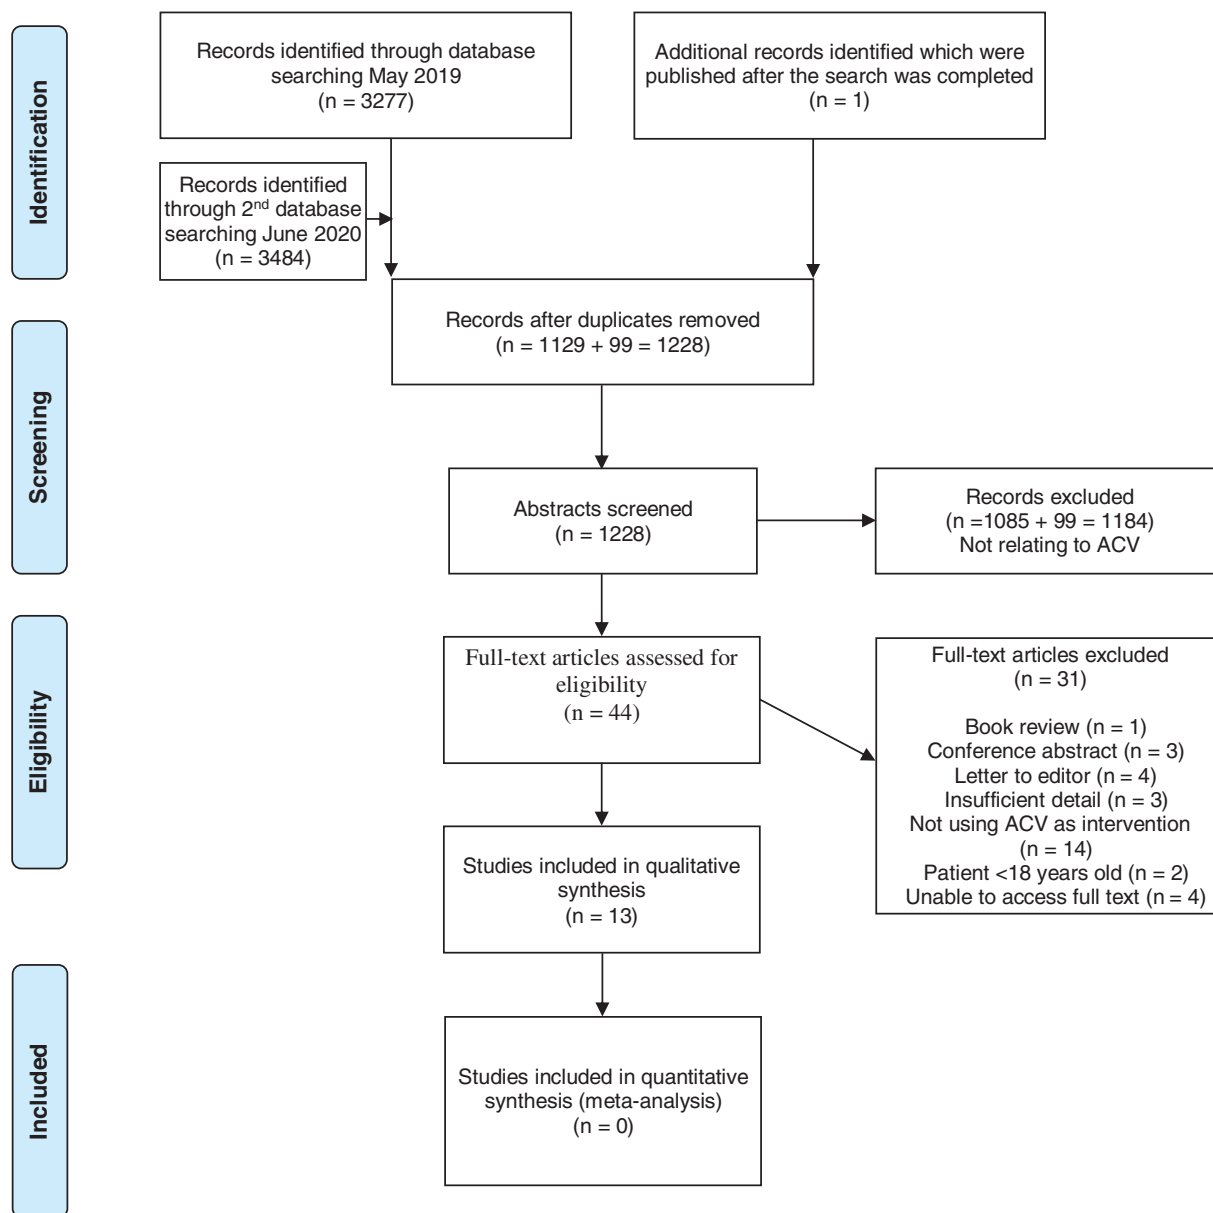 Identification
Records identified through database
searching May 2019
(n = 3277)
Additional records identified which were
published after the search was completed
(n = 1)
Records identified
through 2nd database
searching June 2020
(n = 3484)
Records after duplicates removed
(n = 1129 + 99 = 1228)
Screening
Abstracts screened
(n = 1228)
Records excluded
(n =1085 + 99 = 1184)
Not relating to ACV
Eligibility
Full-text articles assessed for
eligibility
(n = 44)
Full-text articles excluded
(n = 31)
Book review (n = 1)
Conference abstract (n = 3)
Letter to editor (n = 4)
Insufficient detail (n = 3)
Not using ACV as intervention
(n = 14)
Patient <18 years old (n = 2)
Unable to access full text (n = 4)
Studies included in qualitative
synthesis
(n = 13)
Included
Studies included in quantitative
synthesis (meta-analysis)
(n = 0)